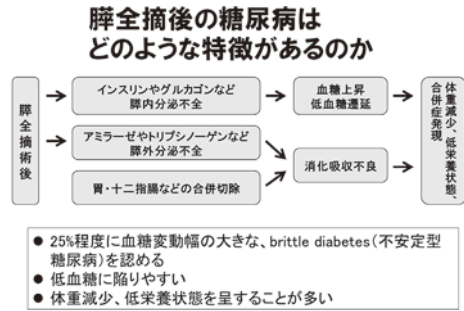 膵全摘後の糖尿病は
どのような特徴があるのか
膵全摘術後
インスリンやグルカゴンなど
膵内分泌不全
血糖上昇
低血糖遷延
アミラーゼやトリプシノーゲンなど
膵外分泌不全
胃・十二指腸などの合併切除
消化吸収不良
体重減少、低栄養状態、
合併症発現
● 25%程度に血糖変動幅の大きな、brittle diabetes(不安定型
糖尿病)を認める
● 低血糖に陥りやすい
● 体重減少、低栄養状態を呈することが多い